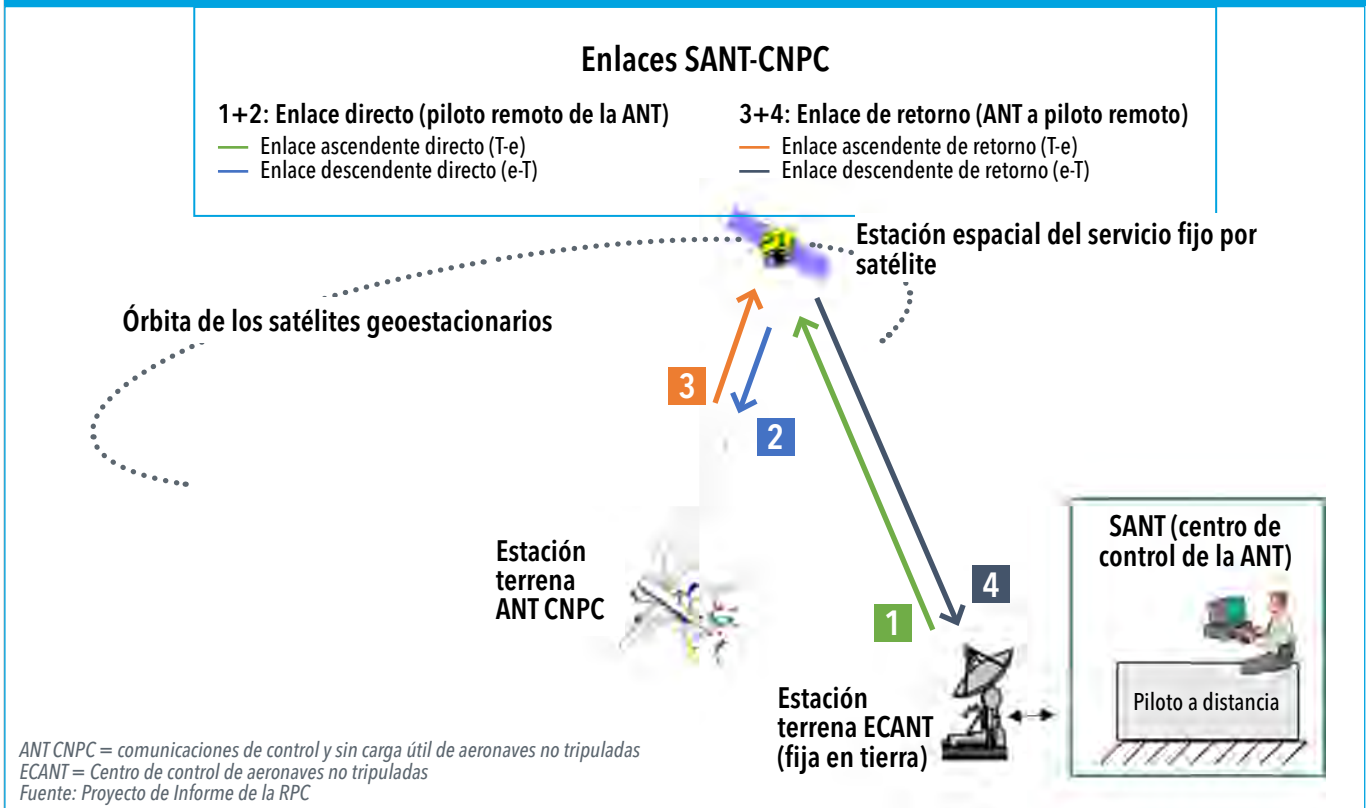 Enlaces SANT-CNPC
1+2: Enlace directo (piloto remoto de la ANT)
Enlace ascendente directo (T-e)
Enlace descendente directo (e-T)
3+4: Enlace de retorno (ANT a piloto remoto)
Enlace ascendente de retorno (T-e)
Enlace descendente de retorno (e-T)
Estación espacial del servicio fijo por
satélite
Órbita de los satélites geoestacionarios
3
2
Estación
terrena
ANT CNPC
1
4
Estación
terrena ECANT
(fija en tierra)
SANT (centro de
control de la ANT)
Piloto a distancia
ANT CNPC = comunicaciones de control y sin carga útil de aeronaves no tripuladas
ECANT = Centro de control de aeronaves no tripuladas
Fuente: Proyecto de Informe de la RPC